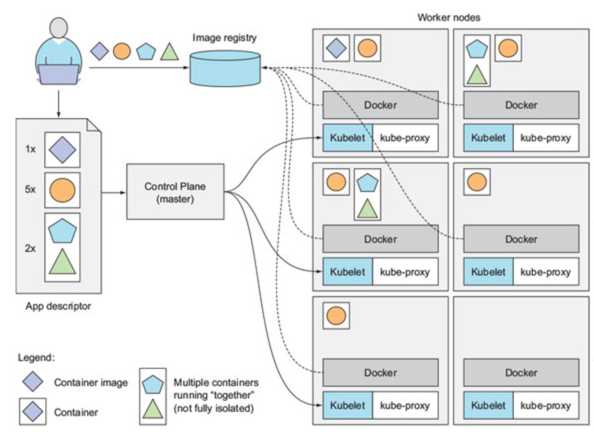 Worker nodes
Image registry
Docker
Kubelet kube-proxy
Docker
Kubelet kube-proxy
1x
5x
2x
App descriptor
Control Plane
(master)
Docker
Kubelet kube-proxy
Docker
Kubelet kube-proxy
Docker
Kubelet kube-proxy
Docker
Kubelet kube-proxy
Legend:
Container image
Container
Multiple containers
running "together"
(not fully isolated)